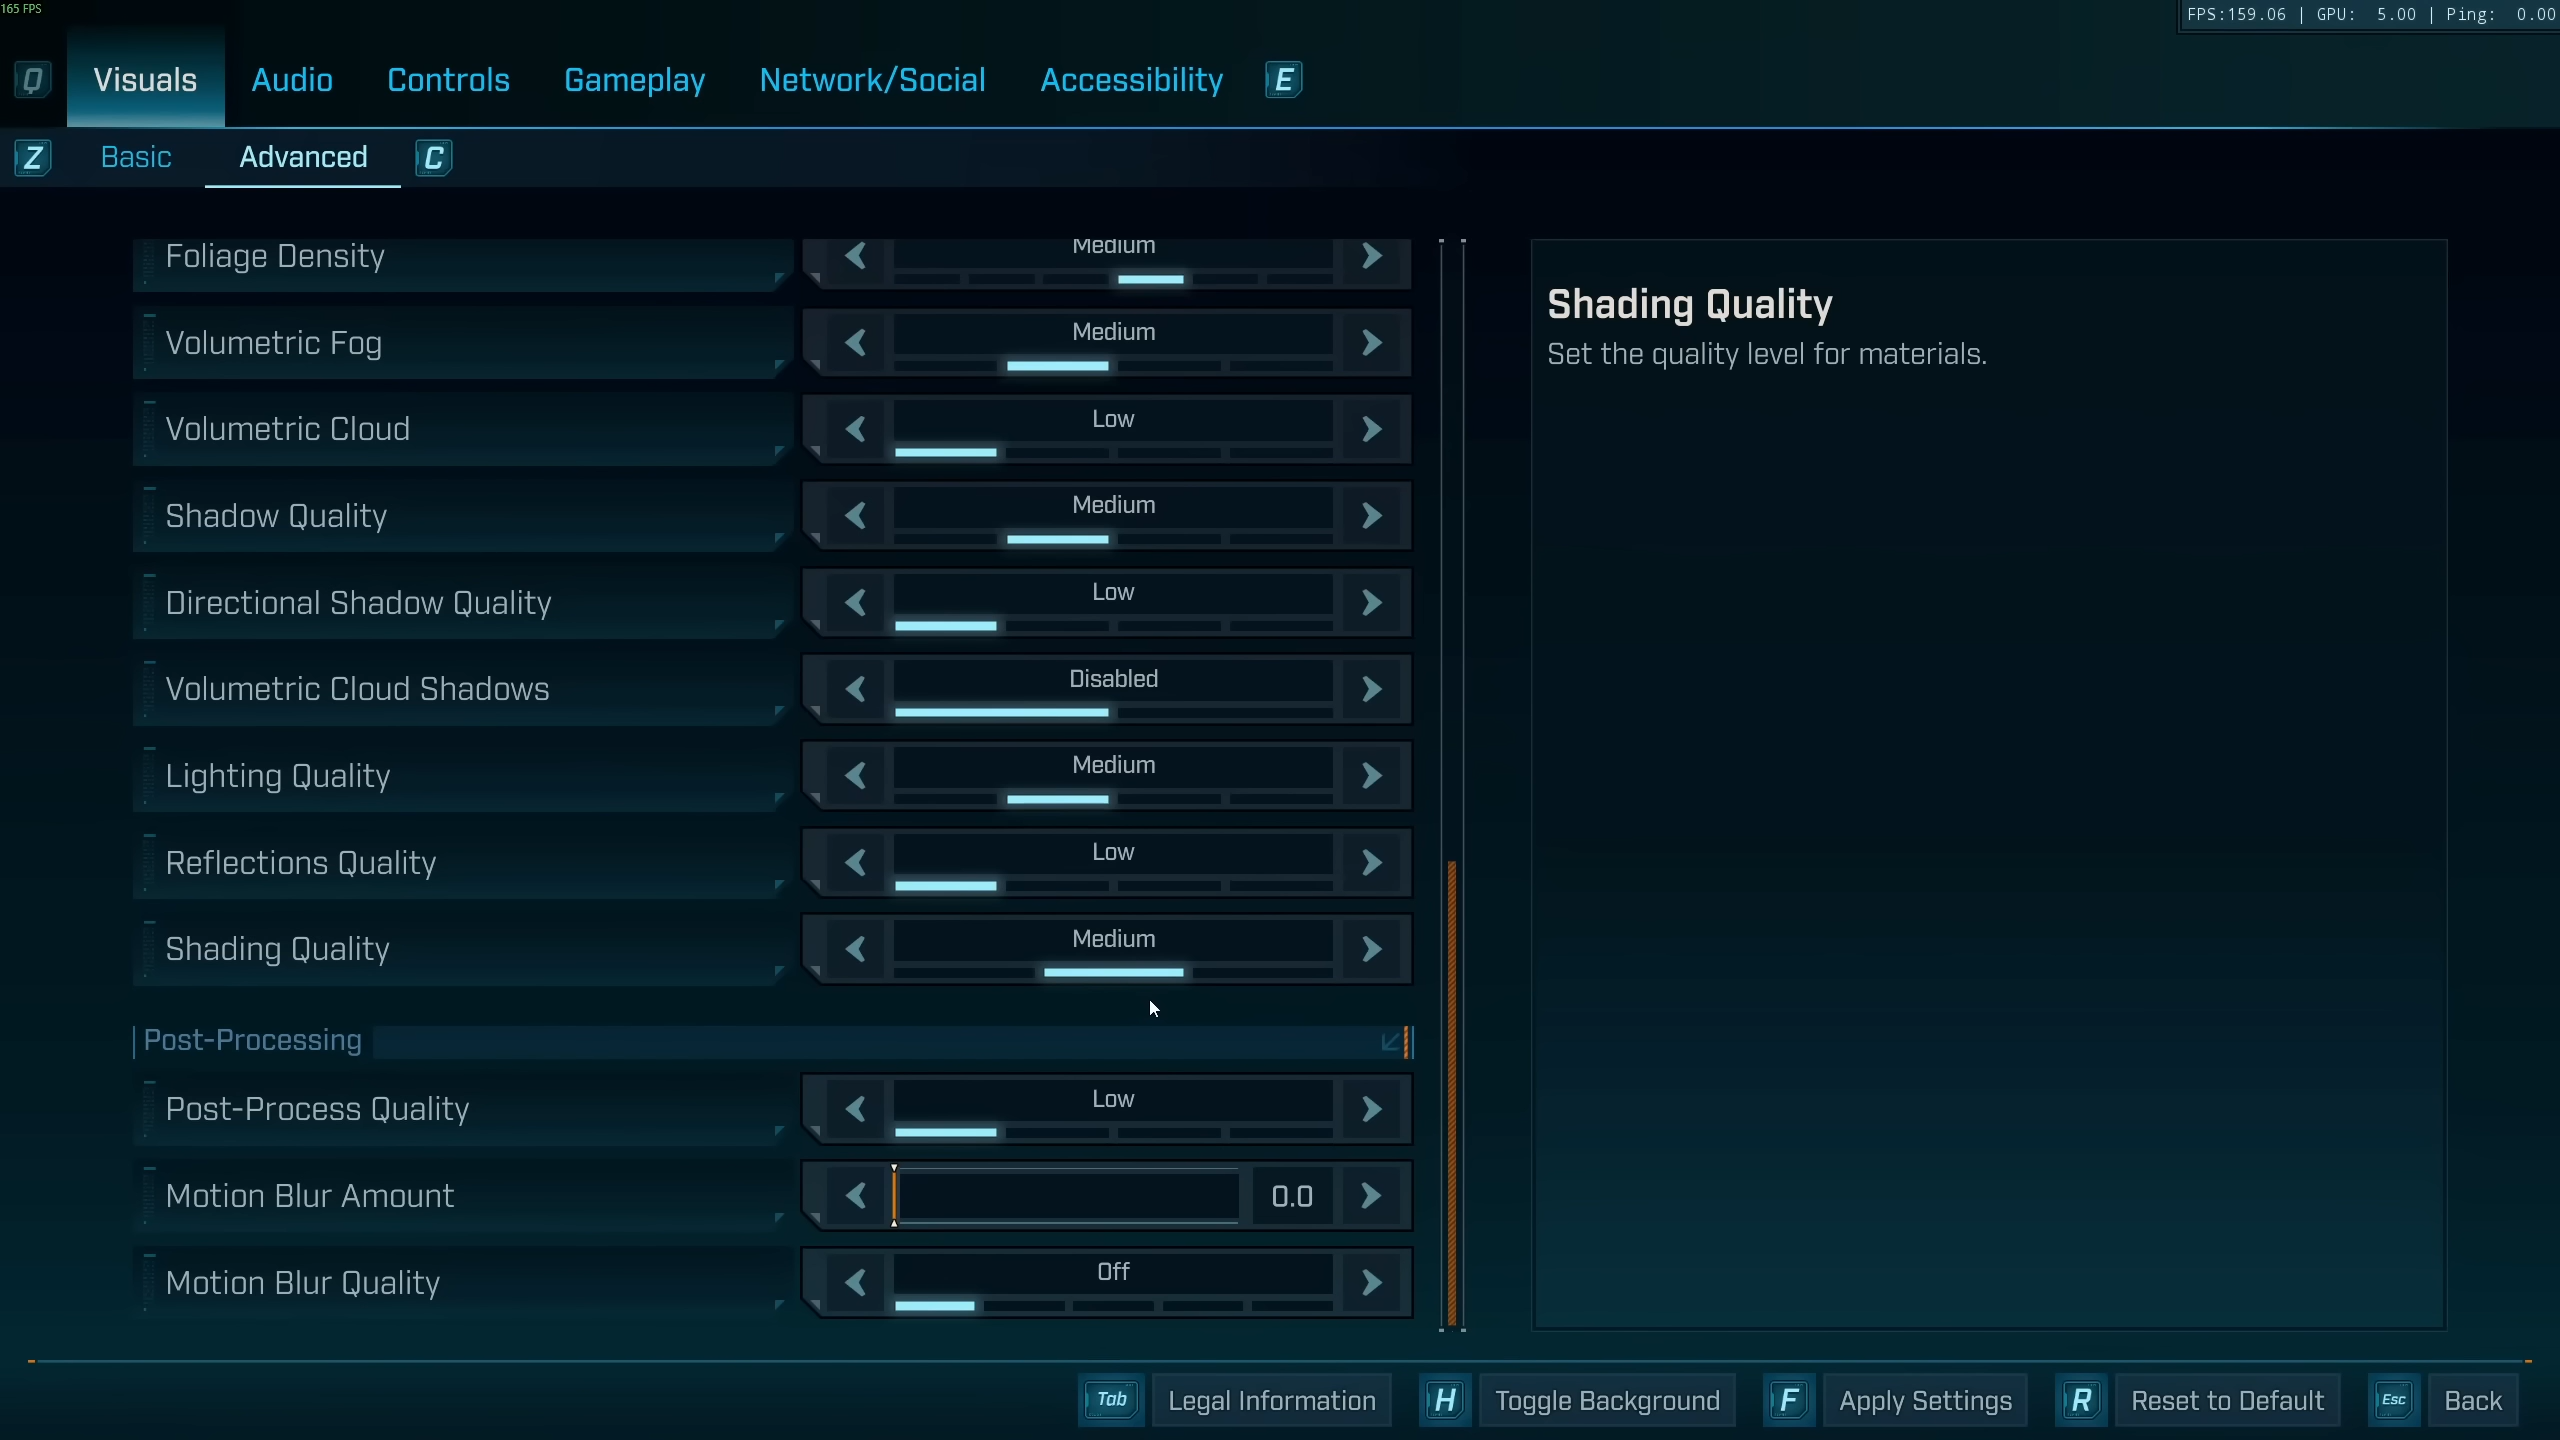 165 FPS
FPS:159.06 | GPU: 5.00 | Ping: 0.00
Q Visuals Audio Controls Gameplay Network/Social Accessibility E
Z Basic Advanced C
Foliage Density Medium
Volumetric Fog Medium
Volumetric Cloud Low
Shadow Quality Medium
Directional Shadow Quality Low
Volumetric Cloud Shadows Disabled
Lighting Quality Medium
Reflections Quality Low
Shading Quality Medium
Post-Processing
Post-Process Quality Low
Motion Blur Amount 0.0
Motion Blur Quality Off
Shading Quality
Set the quality level for materials.
Tab Legal Information H Toggle Background F Apply Settings R Reset to Default Esc Back